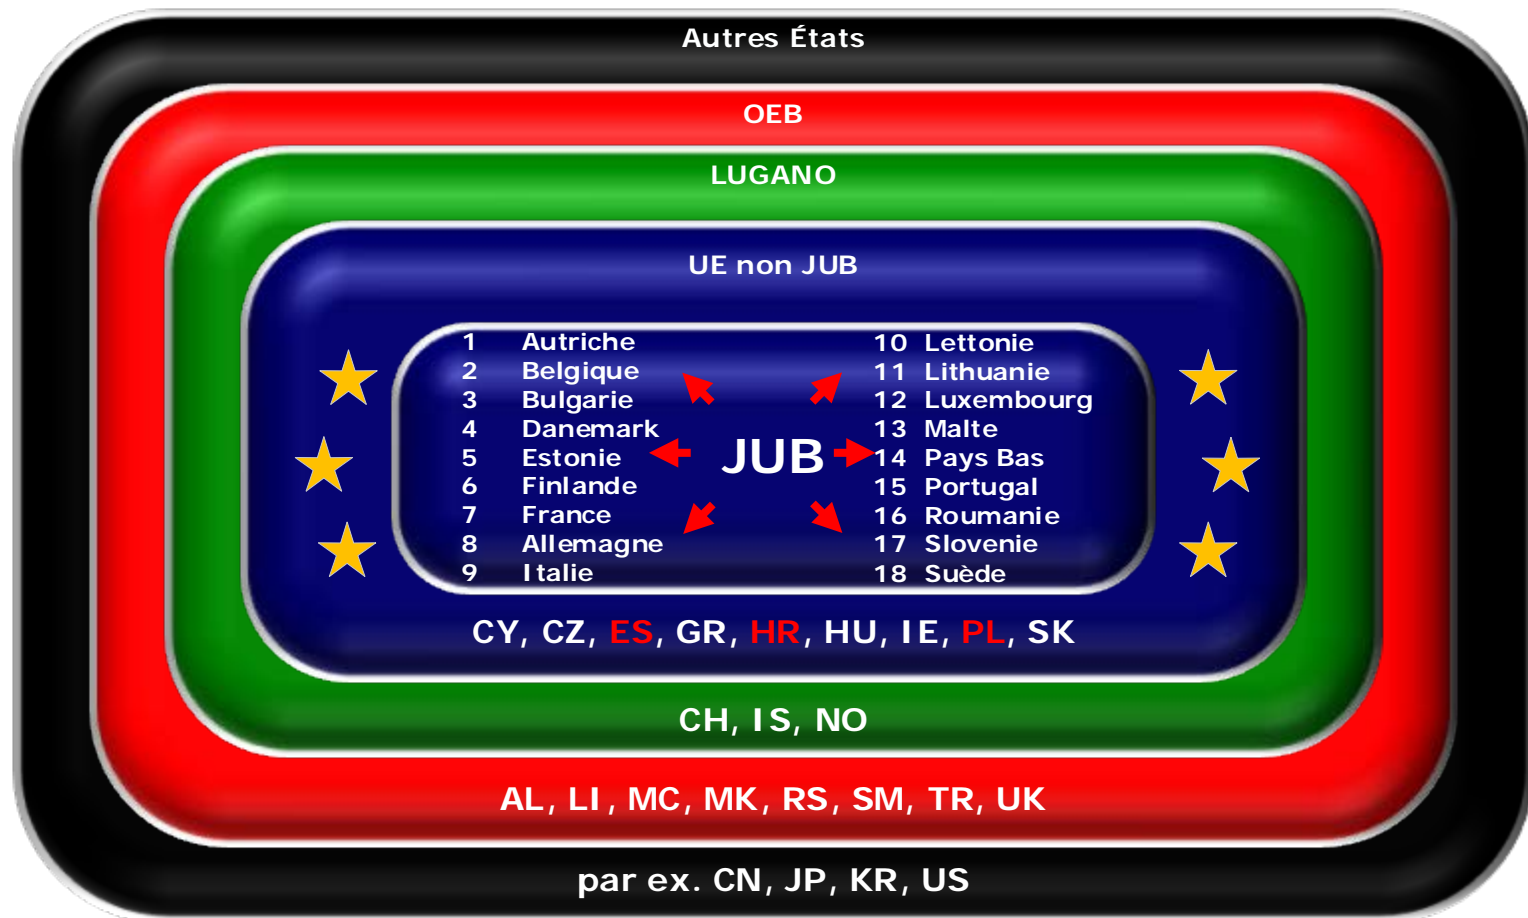 Autres États
OEB
LUGANO
UE non JUB
1 Autriche
2 Belgique
3 Bulgarie
4 Danemark
5 Estonie
6 Finlande
7 France
8 Allemagne
9 Italie
JUB
10 Lettonie
11 Lithuanie
12 Luxembourg
13 Malte
14 Pays Bas
15 Portugal
16 Roumanie
17 Slovenie
18 Suède
CY, CZ, ES, GR, HR, HU, IE, PL, SK
CH, IS, NO
AL, LI, MC, MK, RS, SM, TR, UK
par ex. CN, JP, KR, US